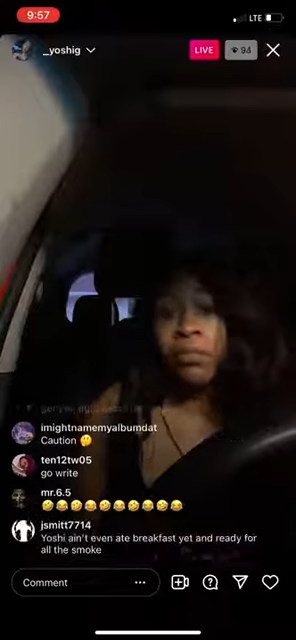 9:57
LTE
_yoshig
LIVE
94
imightnamemyalbumdat
Caution 🤔
ten12tw05
go write
mr.6.5
🤣😂🤣😂🤣😂🤣😂🤣😂
jsmitt7714
Yoshi ain't even ate breakfast yet and ready for
all the smoke
Comment